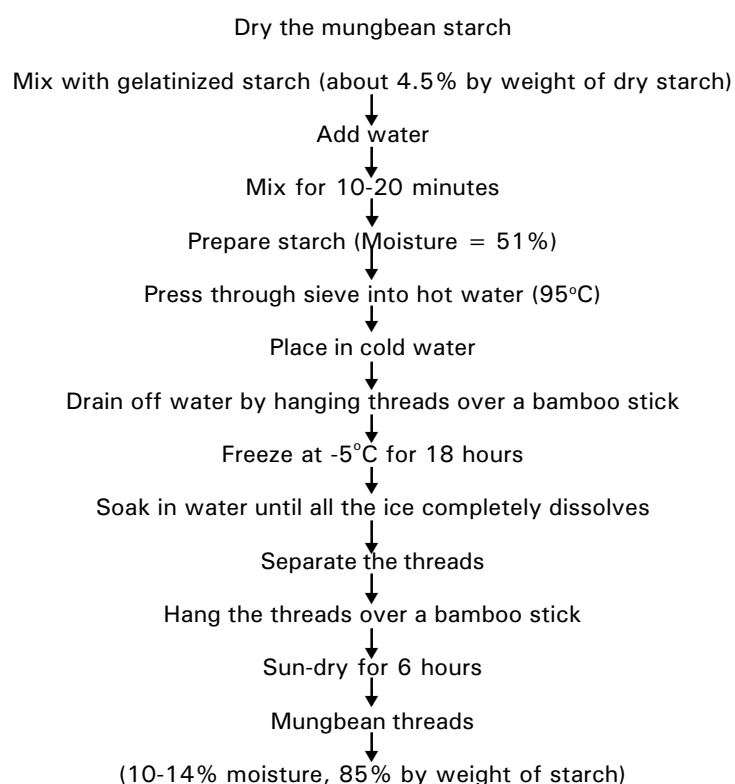 Dry the mungbean starch
Mix with gelatinized starch (about 4.5% by weight of dry starch)
Add water
Mix for 10-20 minutes
Prepare starch (Moisture = 51%)
Press through sieve into hot water (95°C)
Place in cold water
Drain off water by hanging threads over a bamboo stick
Freeze at -5°C for 18 hours
Soak in water until all the ice completely dissolves
Separate the threads
Hang the threads over a bamboo stick
Sun-dry for 6 hours
Mungbean threads
(10-14% moisture, 85% by weight of starch)